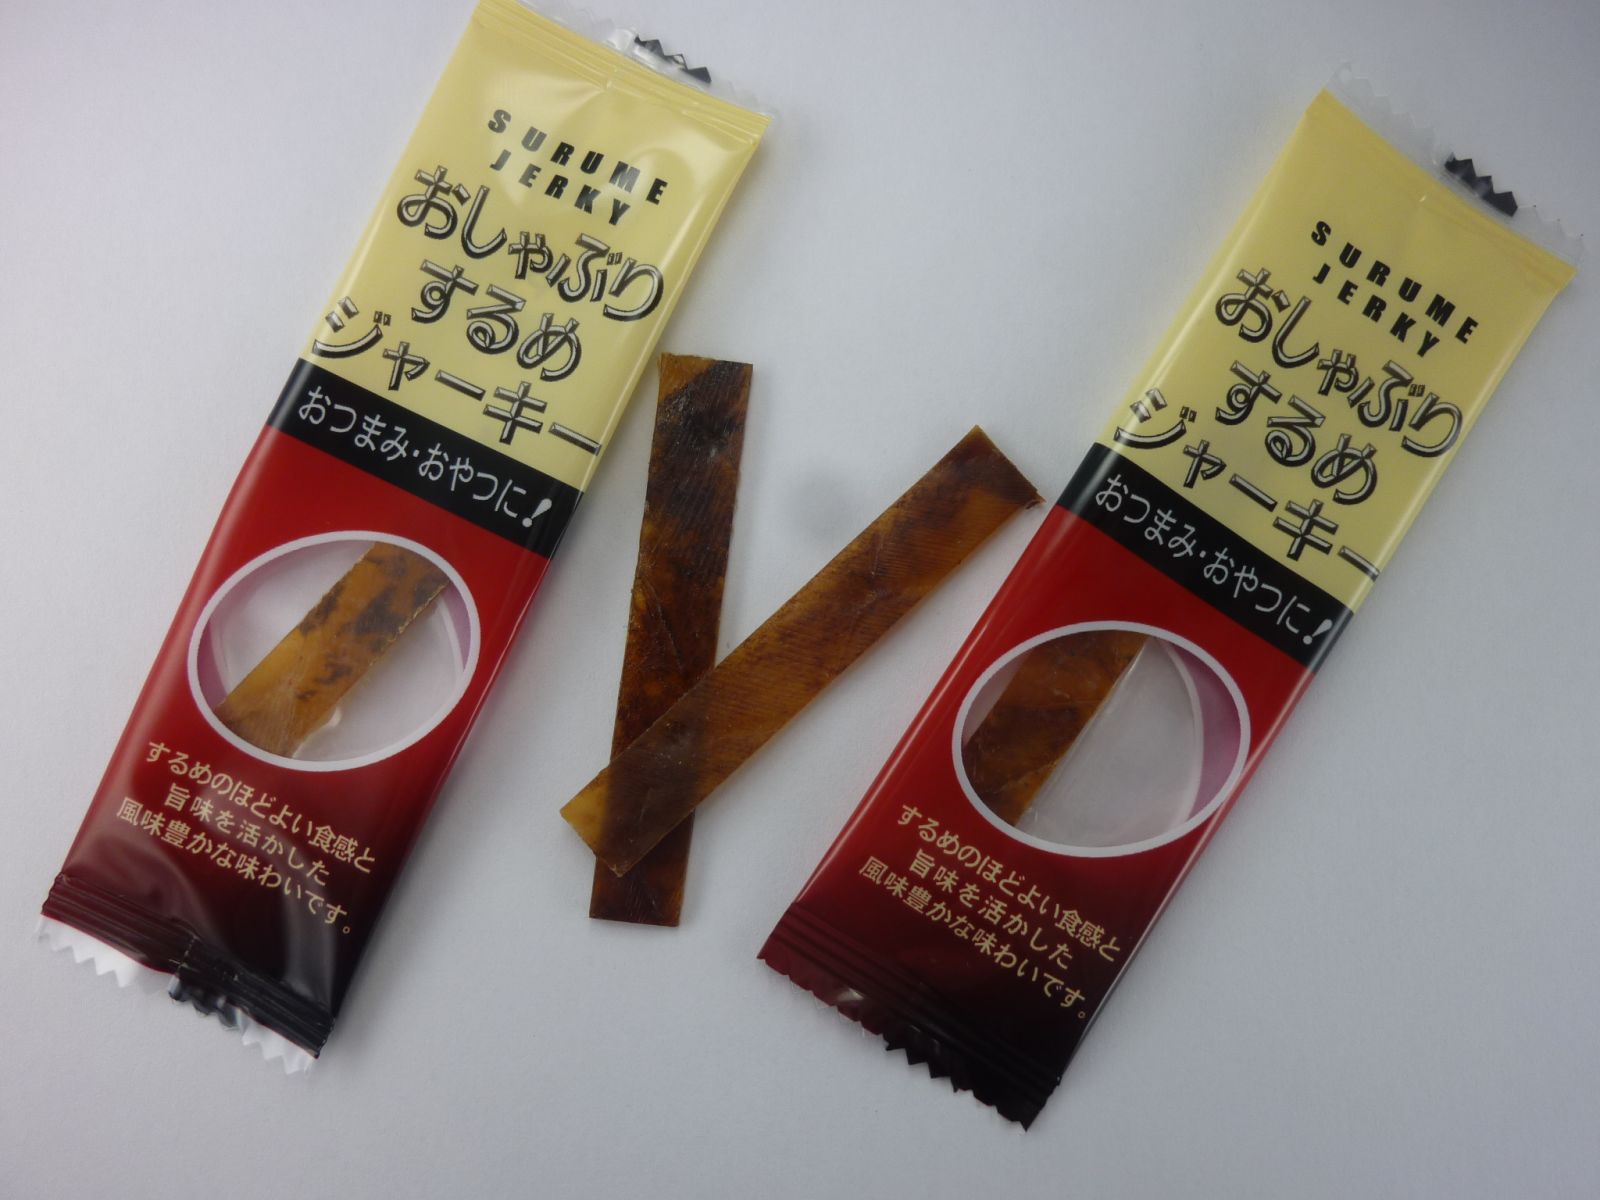 SURUME
JERKY
おしゃぶり
するめ
ジャーキー
おつまみ・おやつに!
するめのほどよい食感と
旨味を活かした
風味豊かな味わいです。
SURUME
JERKY
おしゃぶり
するめ
ジャーキー
おつまみ・おやつに!
するめのほどよい食感と
旨味を活かした
風味豊かな味わいです。